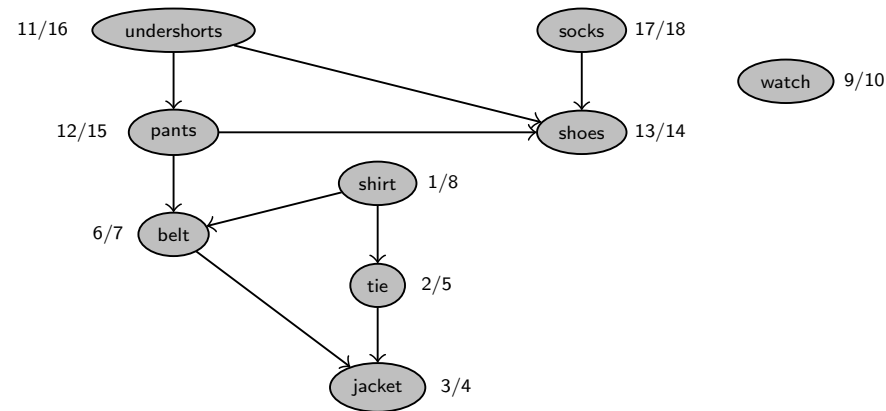 11/16 undershorts socks 17/18
watch 9/10
12/15 pants shoes 13/14
shirt 1/8
6/7 belt
tie 2/5
jacket 3/4